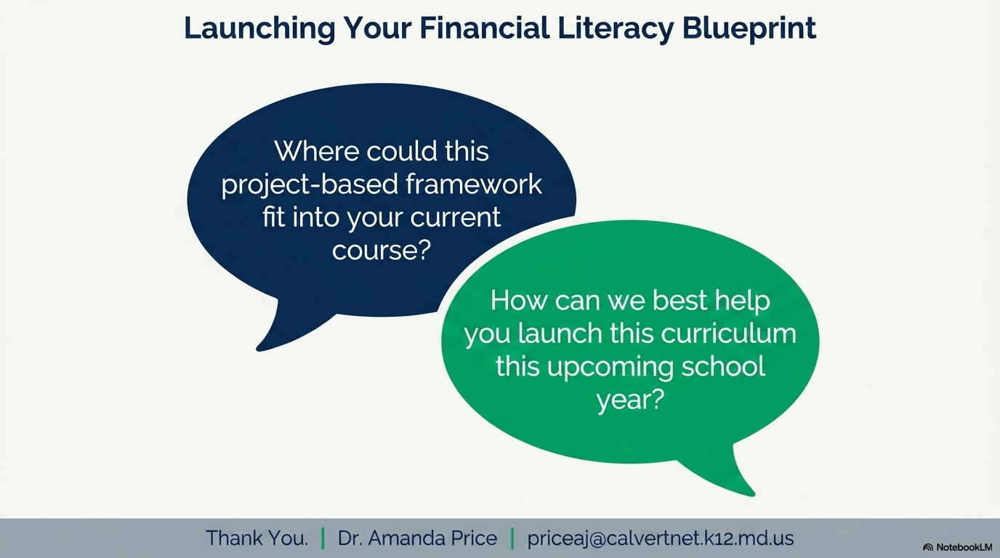 Launching Your Financial Literacy Blueprint
Where could this
project-based framework
fit into your current
course?
How can we best help
you launch this curriculum
this upcoming school
year?
Thank You. | Dr. Amanda Price | priceaj@calvertnet.k12.md.us
NotebookLM